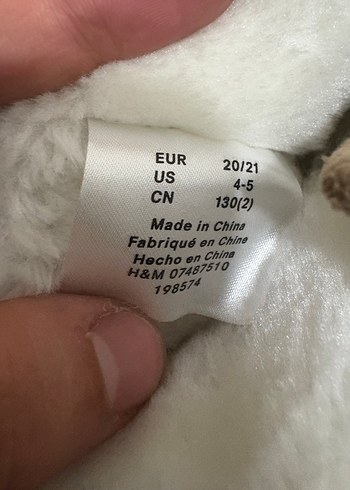 EUR 20/21
US 4-5
CN 130(2)
Made in China
Fabriqué en Chine
Hecho en China
H&M 07487510
198574